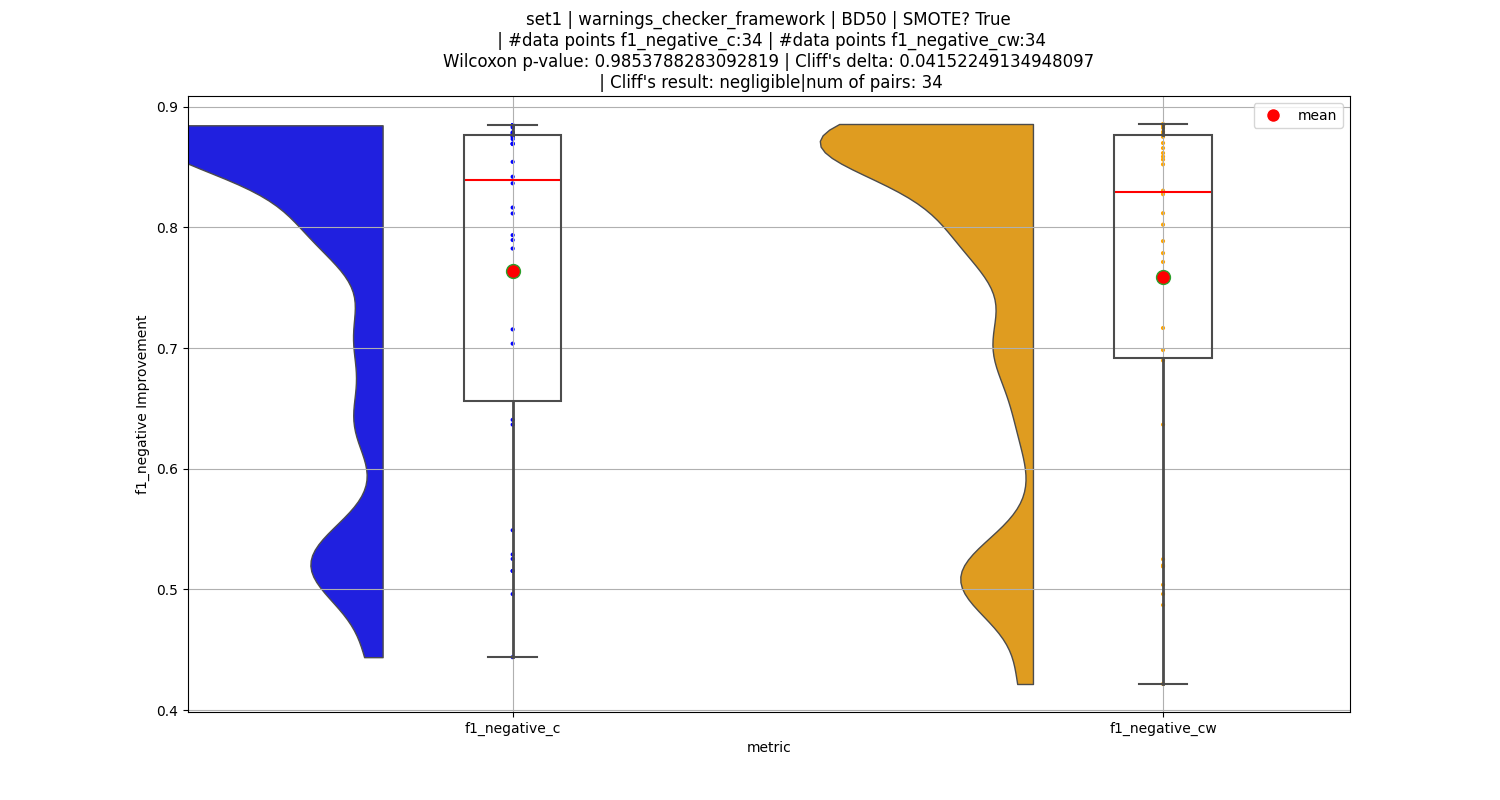 set1 | warnings_checker_framework | BD50 | SMOTE? True
| #data points f1_negative_c:34 | #data points f1_negative_cw:34
Wilcoxon p-value: 0.9853788283092819 | Cliff's delta: 0.04152249134948097
| Cliff's result: negligible|num of pairs: 34
mean
0.9
0.8
0.7
0.6
0.5
0.4
f1_negative Improvement
f1_negative_c
f1_negative_cw
metric